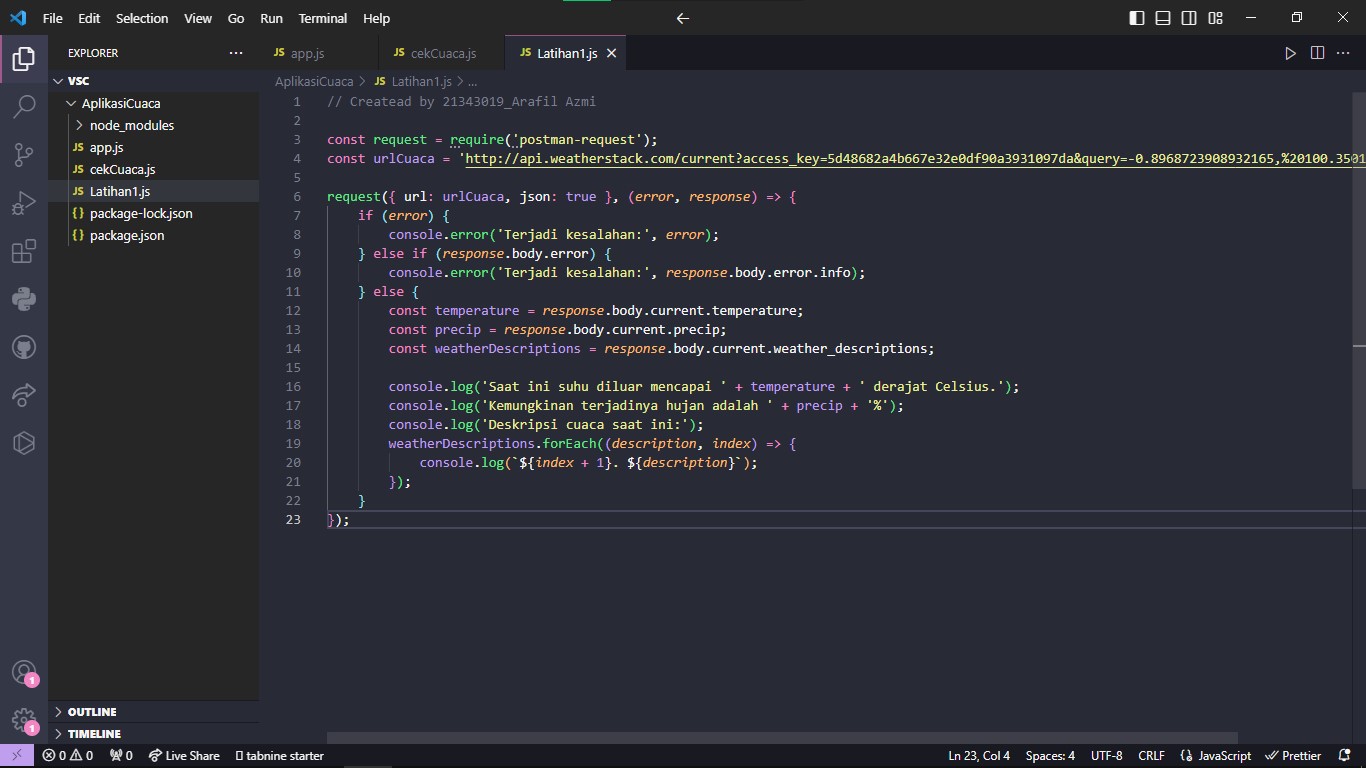 File Edit Selection View Go Run Terminal Help
EXPLORER
VSC
AplikasiCuaca
node_modules
JS app.js
JS cekCuaca.js
JS Latihan1.js
{} package-lock.json
{} package.json
OUTLINE
TIMELINE
JS app.js JS cekCuaca.js JS Latihan1.js
AplikasiCuaca > JS Latihan1.js > ...
1 // Createad by 21343019_Arafil Azmi
2
3 const request = require('postman-request');
4 const urlCuaca = 'http://api.weatherstack.com/current?access_key=5d48682a4b667e32e0df90a3931097da&query=-0.8968723908932165,%20100.3501
5
6 request({ url: urlCuaca, json: true }, (error, response) => {
7 if (error) {
8 console.error('Terjadi kesalahan:', error);
9 } else if (response.body.error) {
10 console.error('Terjadi kesalahan:', response.body.error.info);
11 } else {
12 const temperature = response.body.current.temperature;
13 const precip = response.body.current.precip;
14 const weatherDescriptions = response.body.current.weather_descriptions;
15
16 console.log('Saat ini suhu diluar mencapai ' + temperature + ' derajat Celsius.');
17 console.log('Kemungkinan terjadinya hujan adalah ' + precip + '%');
18 console.log('Deskripsi cuaca saat ini:');
19 weatherDescriptions.forEach((description, index) => {
20 console.log(`${index + 1}. ${description}`);
21 });
22 }
23 });
1
1
0 0 0 Live Share tabnine starter Ln 23, Col 4 Spaces: 4 UTF-8 CRLF {} JavaScript Prettier